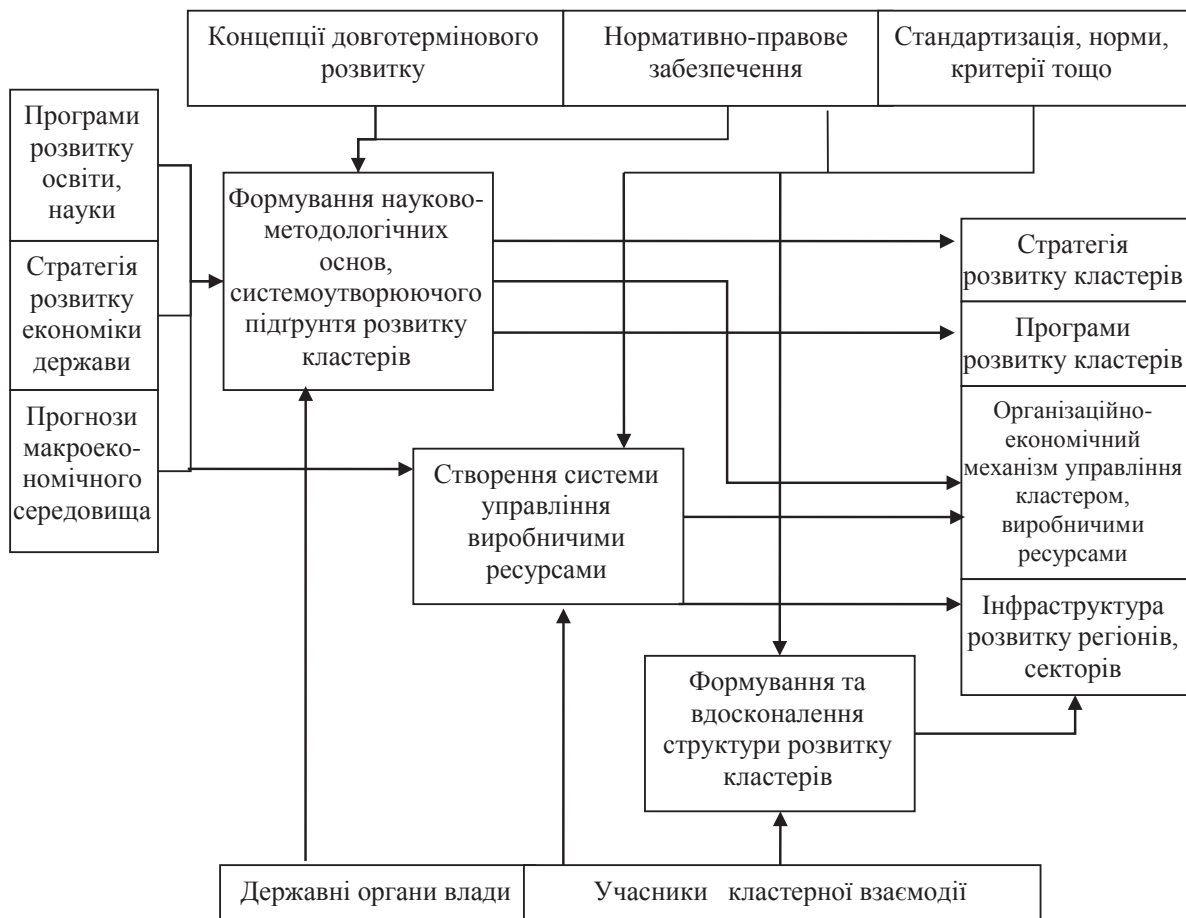 Концепції довготермінового
розвитку
Нормативно-правове
забезпечення
Стандартизація, норми,
критерії тощо
Програми
розвитку
освіти,
науки
Стратегія
розвитку
економіки
держави
Прогнози
макроеко-
номічного
середовища
Формування науково-
методологічних
основ,
системоутворюючого
підґрунтя розвитку
кластерів
Створення системи
управління
виробничими
ресурсами
Формування та
вдосконалення
структури розвитку
кластерів
Стратегія
розвитку кластерів
Програми
розвитку кластерів
Організаційно-
економічний
механізм управління
кластером,
виробничими
ресурсами
Інфраструктура
розвитку регіонів,
секторів
Державні органи влади
Учасники кластерної взаємодії